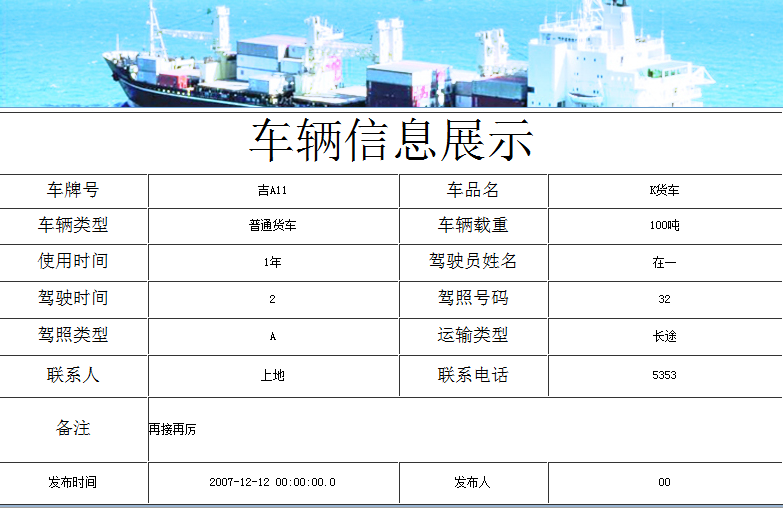 车辆信息展示
车牌号 吉A11 车品名 K货车
车辆类型 普通货车 车辆载重 100吨
使用时间 1年 驾驶员姓名 在一
驾驶时间 2 驾照号码 32
驾照类型 A 运输类型 长途
联系人 上地 联系电话 5353
备注 再接再厉
发布时间 2007-12-12 00:00:00.0 发布人 00